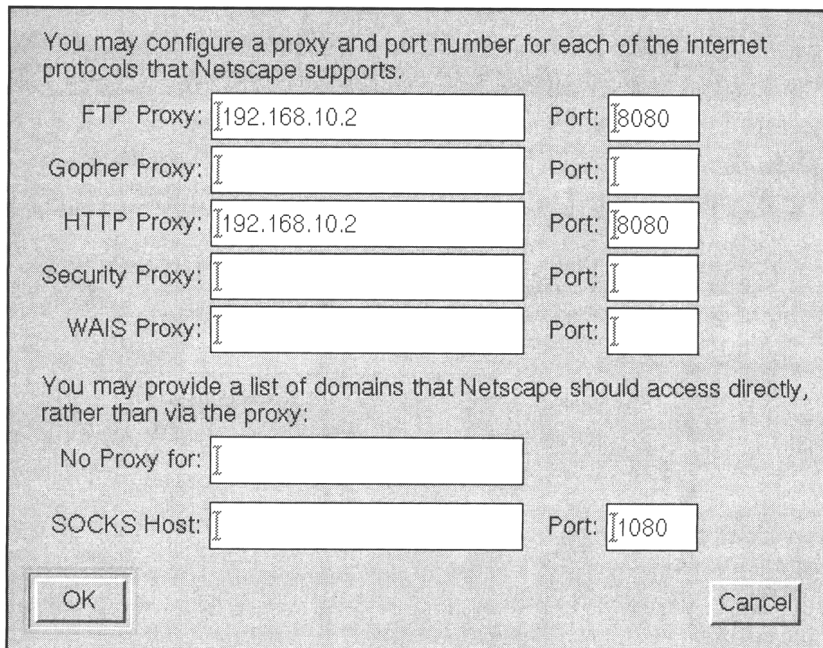 You may configure a proxy and port number for each of the internet
protocols that Netscape supports.
FTP Proxy: 192.168.10.2 Port: 8080
Gopher Proxy: Port:
HTTP Proxy: 192.168.10.2 Port: 8080
Security Proxy: Port:
WAIS Proxy: Port:
You may provide a list of domains that Netscape should access directly,
rather than via the proxy:
No Proxy for:
SOCKS Host: Port: 1080
OK Cancel